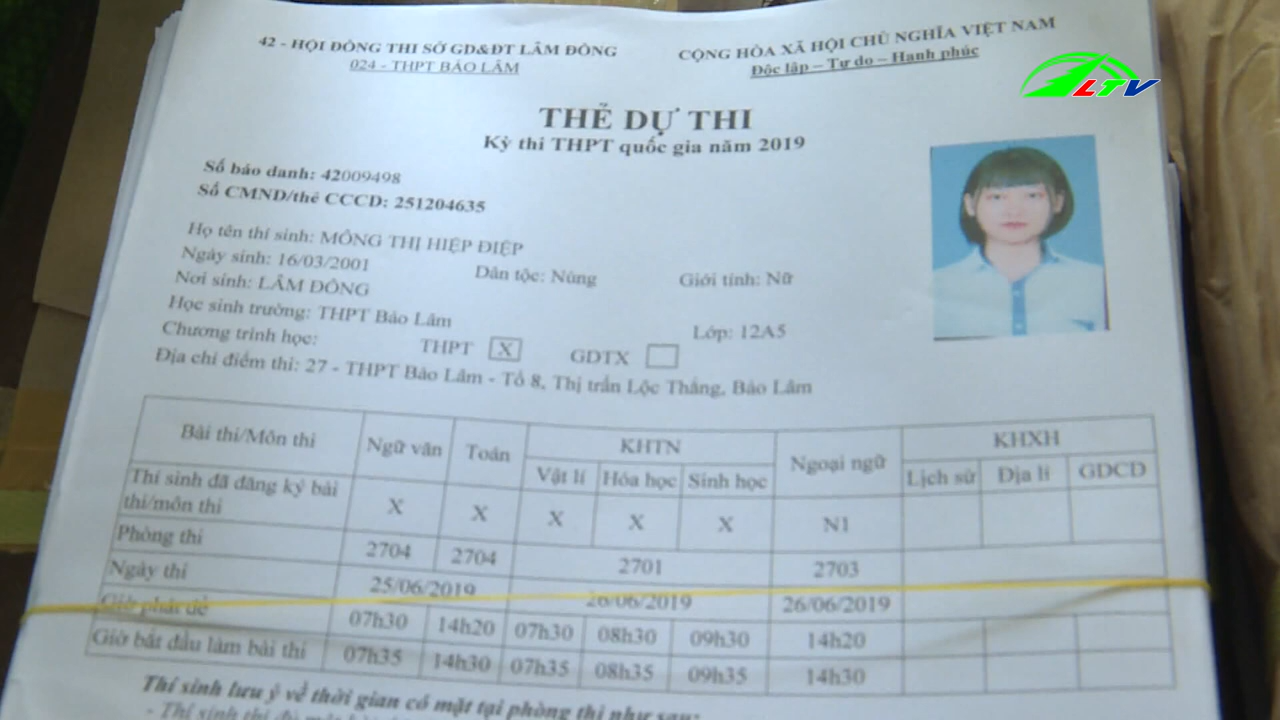 42 - HỘI ĐỒNG THI SỞ GD&ĐT LÂM ĐỒNG
024 - THPT BẢO LÂM
CỘNG HÒA XÃ HỘI CHỦ NGHĨA VIỆT NAM
Độc lập – Tự do – Hạnh phúc
LTV
THẺ DỰ THI
Kỳ thi THPT quốc gia năm 2019
Số báo danh: 42009498
Số CMND/thẻ CCCD: 251204635
Họ tên thí sinh: MÔNG THỊ HIỆP ĐIỆP
Ngày sinh: 16/03/2001 Dân tộc: Nùng Giới tính: Nữ
Nơi sinh: LÂM ĐỒNG
Học sinh trường: THPT Bảo Lâm Lớp: 12A5
Chương trình học: THPT X GDTX
Địa chỉ điểm thi: 27 - THPT Bảo Lâm - Tổ 8, Thị trấn Lộc Thắng, Bảo Lâm
Bài thi/Môn thi Ngữ văn Toán KHTN Ngoại ngữ KHXH
Vật lí Hóa học Sinh học Lịch sử Địa lí GDCD
Thí sinh đã đăng ký bài thi/môn thi X X X X X N1
Phòng thi 2704 2704 2701 2703
Ngày thi 25/06/2019 26/06/2019 26/06/2019
Giờ phát đề 07h30 14h20 07h30 08h30 09h30 14h20
Giờ bắt đầu làm bài thi 07h35 14h30 07h35 08h35 09h35 14h30
Thí sinh lưu ý về thời gian có mặt tại phòng thi như sau:
- Thí sinh thi